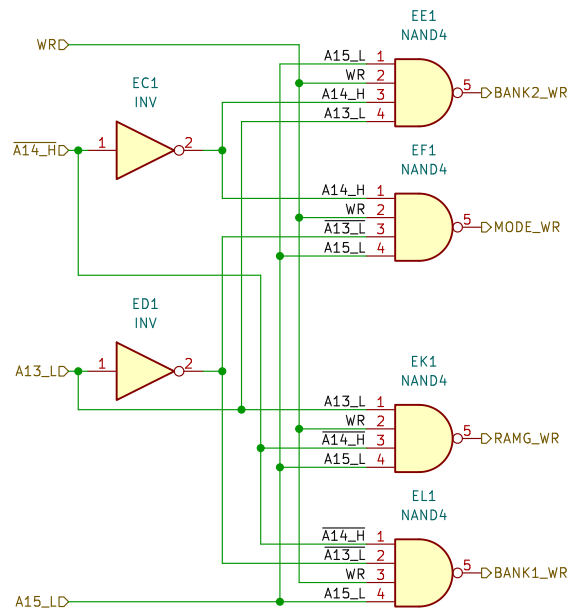 EE1
NAND4
WR
A15_L 1
WR 2
A14_H 3
A13_L 4
5 BANK2_WR
EC1
INV
A14_H 1 2
EF1
NAND4
A14_H 1
WR 2
A13_L 3
A15_L 4
5 MODE_WR
ED1
INV
A13_L 1 2
EK1
NAND4
A13_L 1
WR 2
A14_H 3
A15_L 4
5 RAMG_WR
EL1
NAND4
A14_H 1
A13_L 2
WR 3
A15_L 4
5 BANK1_WR
A15_L